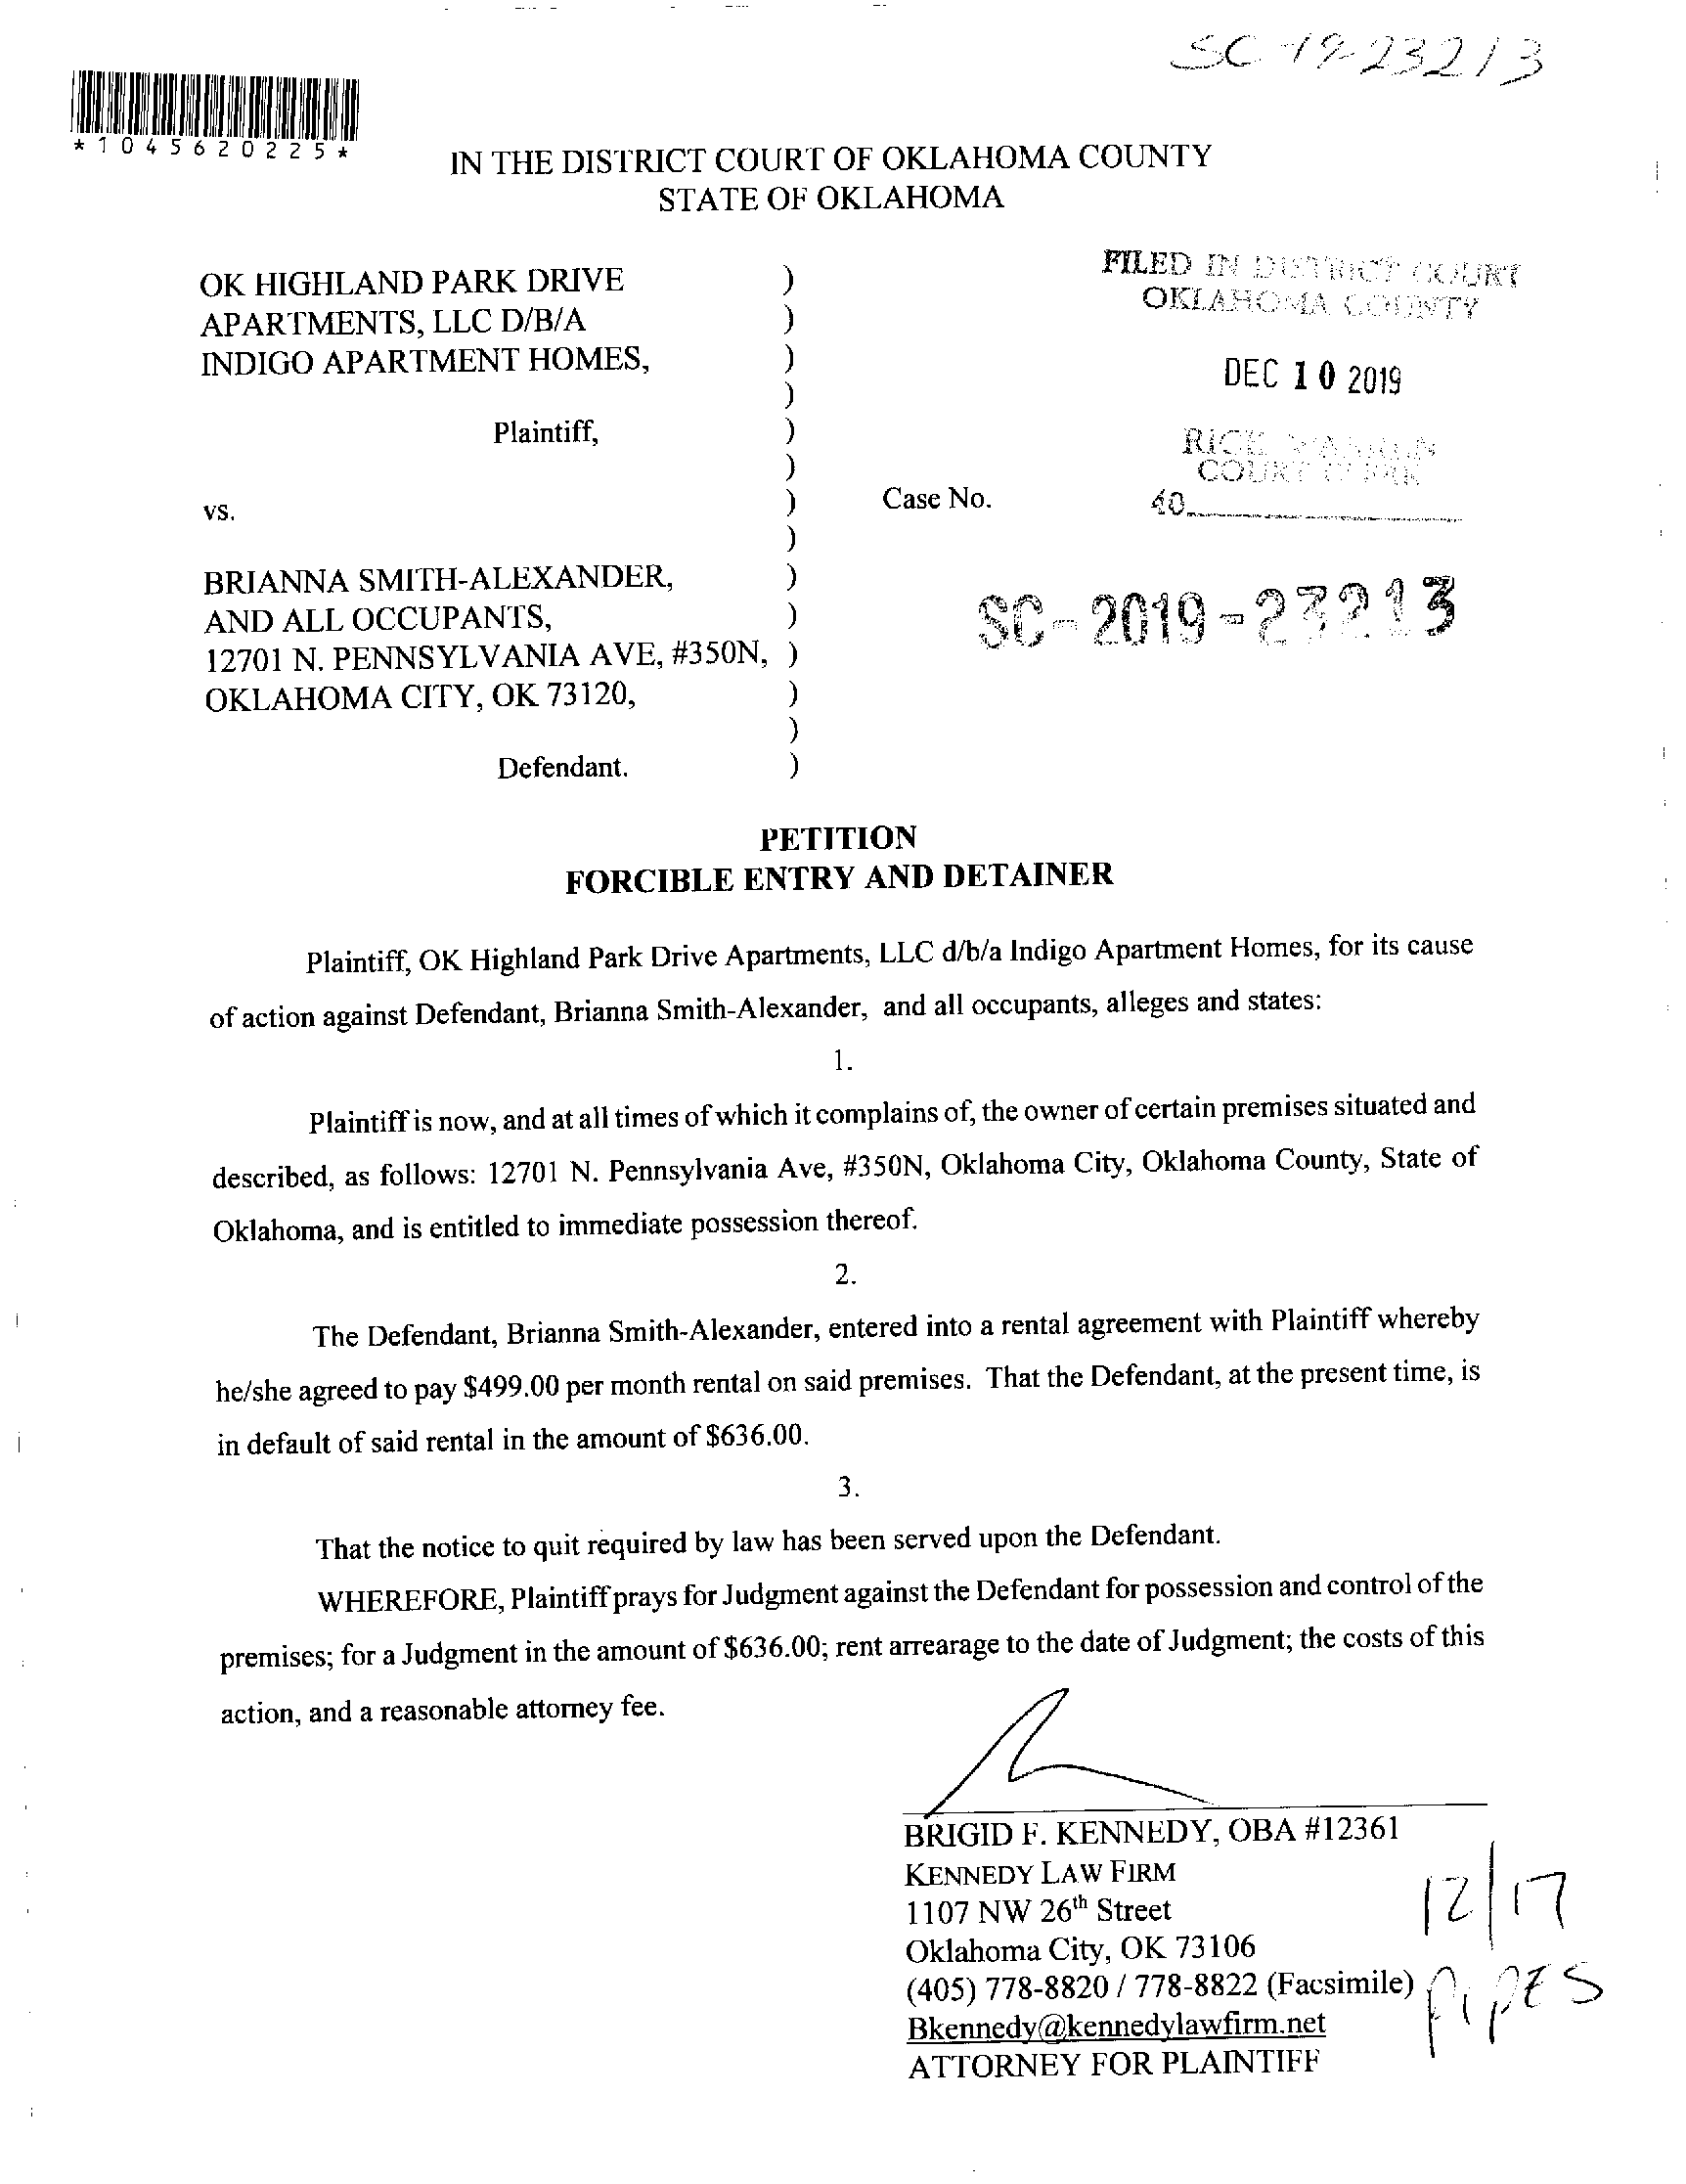 SC-19-23213
*1045620225*
IN THE DISTRICT COURT OF OKLAHOMA COUNTY
STATE OF OKLAHOMA
OK HIGHLAND PARK DRIVE )
APARTMENTS, LLC D/B/A )
INDIGO APARTMENT HOMES, )
)
Plaintiff, )
)
vs. )
)
BRIANNA SMITH-ALEXANDER, )
AND ALL OCCUPANTS, )
12701 N. PENNSYLVANIA AVE, #350N, )
OKLAHOMA CITY, OK 73120, )
)
Defendant. )
FILED IN DISTRICT COURT
OKLAHOMA COUNTY
DEC 10 2019
RICK WARREN
COURT CLERK
40
Case No.
SC-2019-23213
PETITION
FORCIBLE ENTRY AND DETAINER
Plaintiff, OK Highland Park Drive Apartments, LLC d/b/a Indigo Apartment Homes, for its cause
of action against Defendant, Brianna Smith-Alexander, and all occupants, alleges and states:
1.
Plaintiff is now, and at all times of which it complains of, the owner of certain premises situated and
described, as follows: 12701 N. Pennsylvania Ave, #350N, Oklahoma City, Oklahoma County, State of
Oklahoma, and is entitled to immediate possession thereof.
2.
The Defendant, Brianna Smith-Alexander, entered into a rental agreement with Plaintiff whereby
he/she agreed to pay $499.00 per month rental on said premises. That the Defendant, at the present time, is
in default of said rental in the amount of $636.00.
3.
That the notice to quit required by law has been served upon the Defendant.
WHEREFORE, Plaintiff prays for Judgment against the Defendant for possession and control of the
premises; for a Judgment in the amount of $636.00; rent arrearage to the date of Judgment; the costs of this
action, and a reasonable attorney fee.
BRIGID F. KENNEDY, OBA #12361
KENNEDY LAW FIRM
1107 NW 26th Street
Oklahoma City, OK 73106
(405) 778-8820 / 778-8822 (Facsimile)
Bkennedy@kennedylawfirm.net
ATTORNEY FOR PLAINTIFF
12/17
PIPES